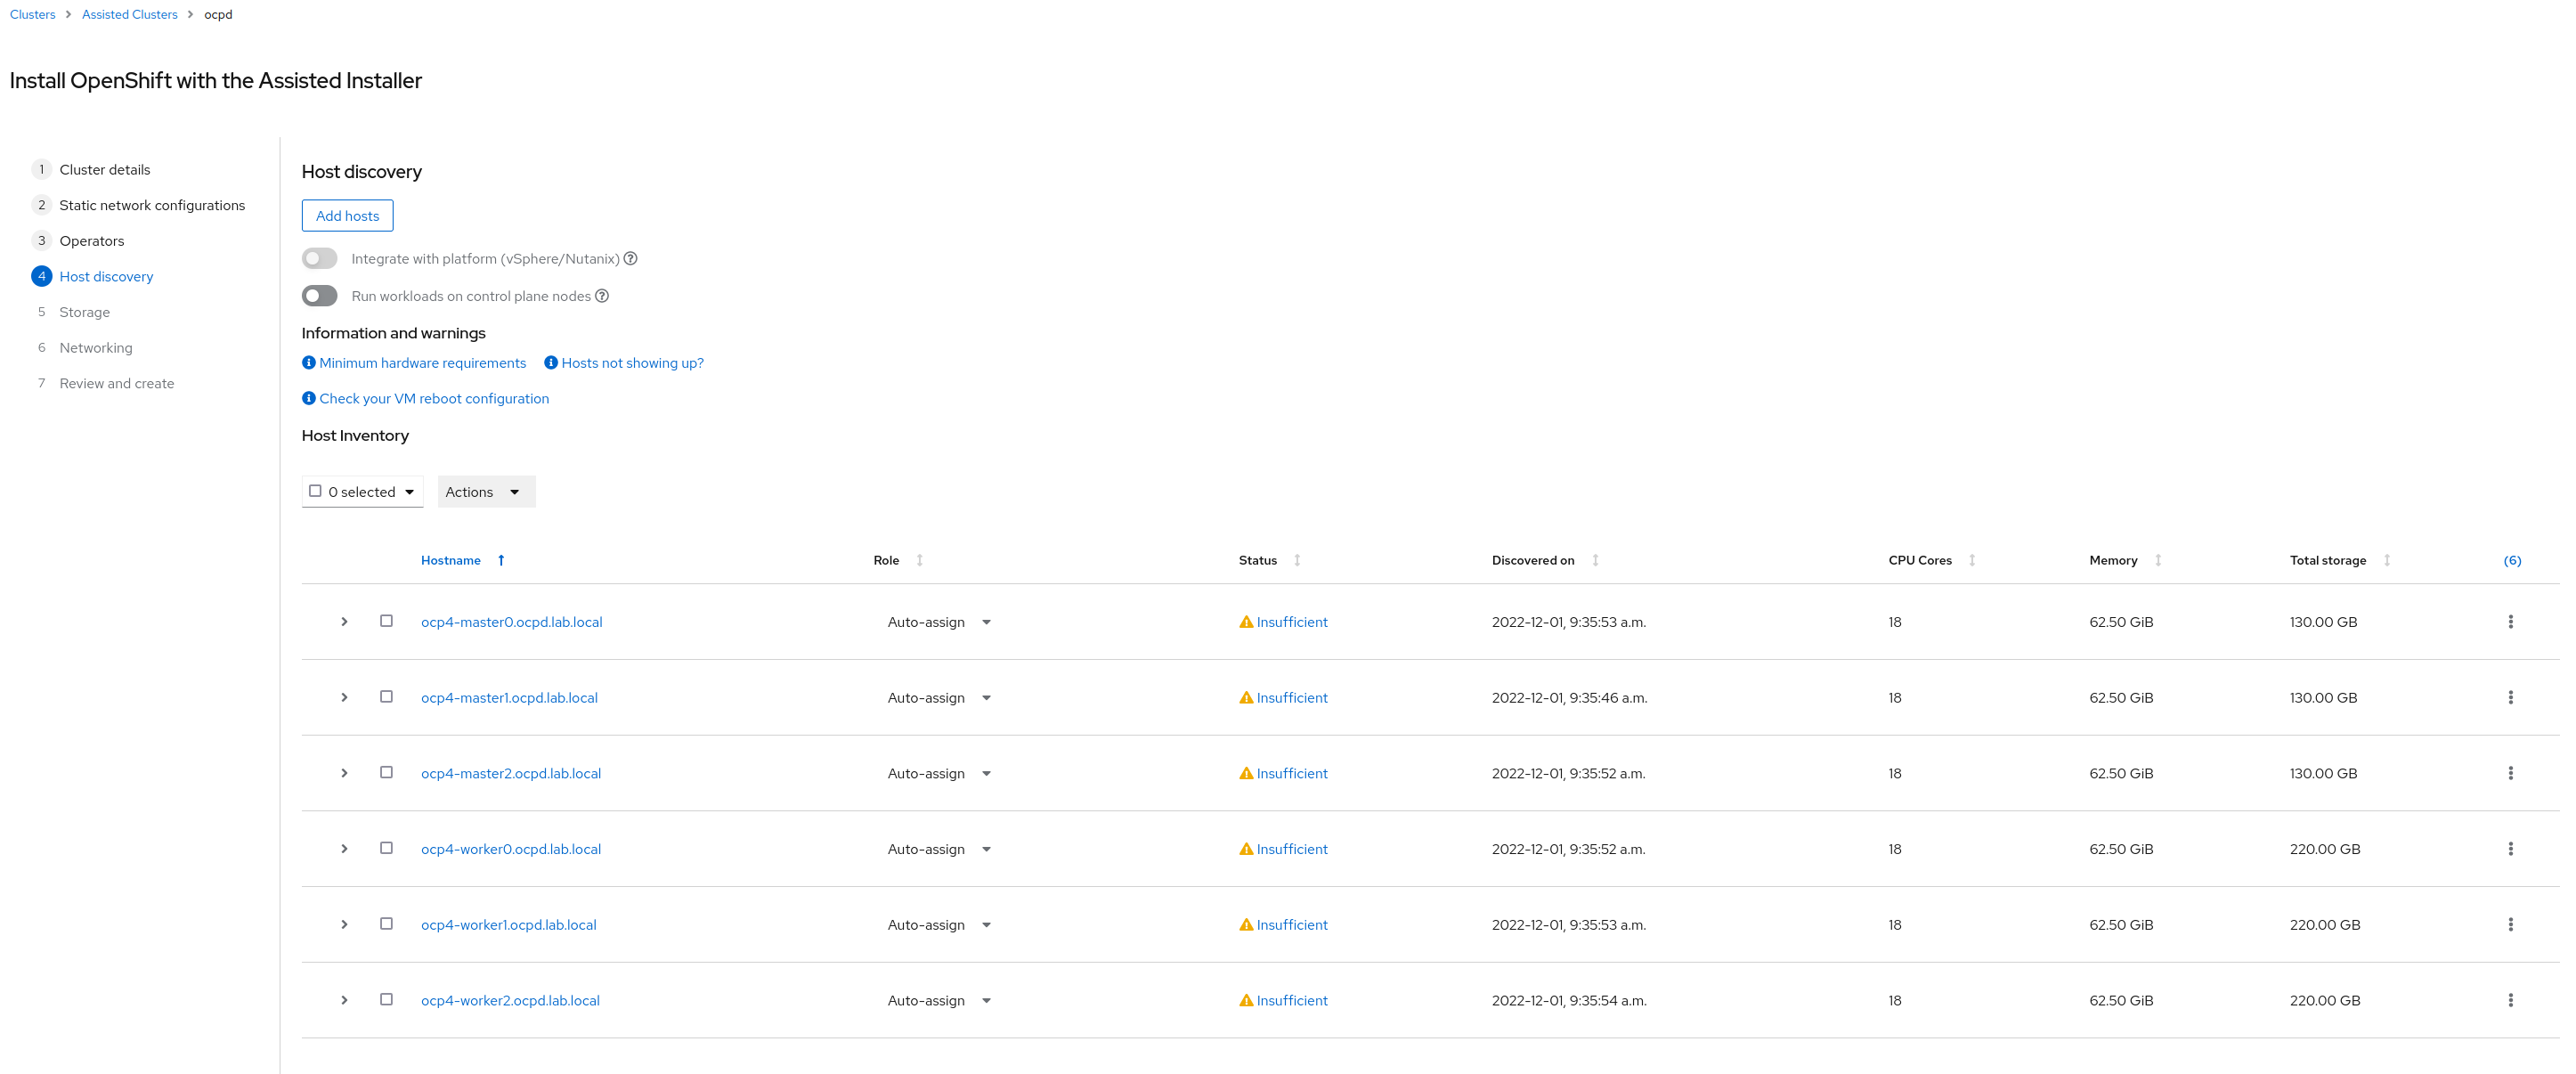 Clusters > Assisted Clusters > ocpd
Install OpenShift with the Assisted Installer
1 Cluster details
2 Static network configurations
3 Operators
4 Host discovery
5 Storage
6 Networking
7 Review and create
Host discovery
Add hosts
Integrate with platform (vSphere/Nutanix)
Run workloads on control plane nodes
Information and warnings
Minimum hardware requirements Hosts not showing up?
Check your VM reboot configuration
Host Inventory
0 selected Actions
Hostname Role Status Discovered on CPU Cores Memory Total storage (6)
ocp4-master0.ocpd.lab.local Auto-assign Insufficient 2022-12-01, 9:35:53 a.m. 18 62.50 GiB 130.00 GB
ocp4-master1.ocpd.lab.local Auto-assign Insufficient 2022-12-01, 9:35:46 a.m. 18 62.50 GiB 130.00 GB
ocp4-master2.ocpd.lab.local Auto-assign Insufficient 2022-12-01, 9:35:52 a.m. 18 62.50 GiB 130.00 GB
ocp4-worker0.ocpd.lab.local Auto-assign Insufficient 2022-12-01, 9:35:52 a.m. 18 62.50 GiB 220.00 GB
ocp4-worker1.ocpd.lab.local Auto-assign Insufficient 2022-12-01, 9:35:53 a.m. 18 62.50 GiB 220.00 GB
ocp4-worker2.ocpd.lab.local Auto-assign Insufficient 2022-12-01, 9:35:54 a.m. 18 62.50 GiB 220.00 GB